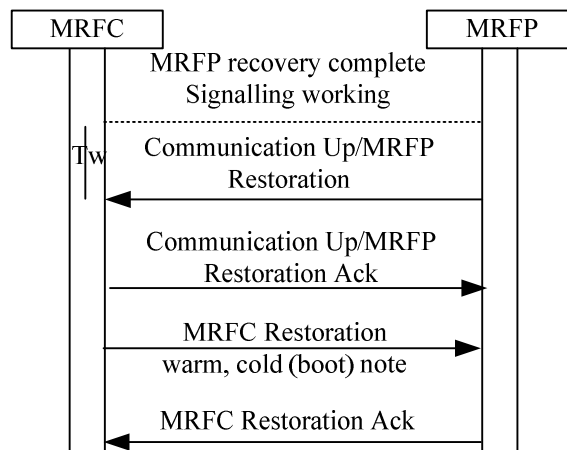 MRFC
MRFP
MRFP recovery complete
Signalling working
Tw
Communication Up/MRFP
Restoration
Communication Up/MRFP
Restoration Ack
MRFC Restoration
warm, cold (boot) note
MRFC Restoration Ack